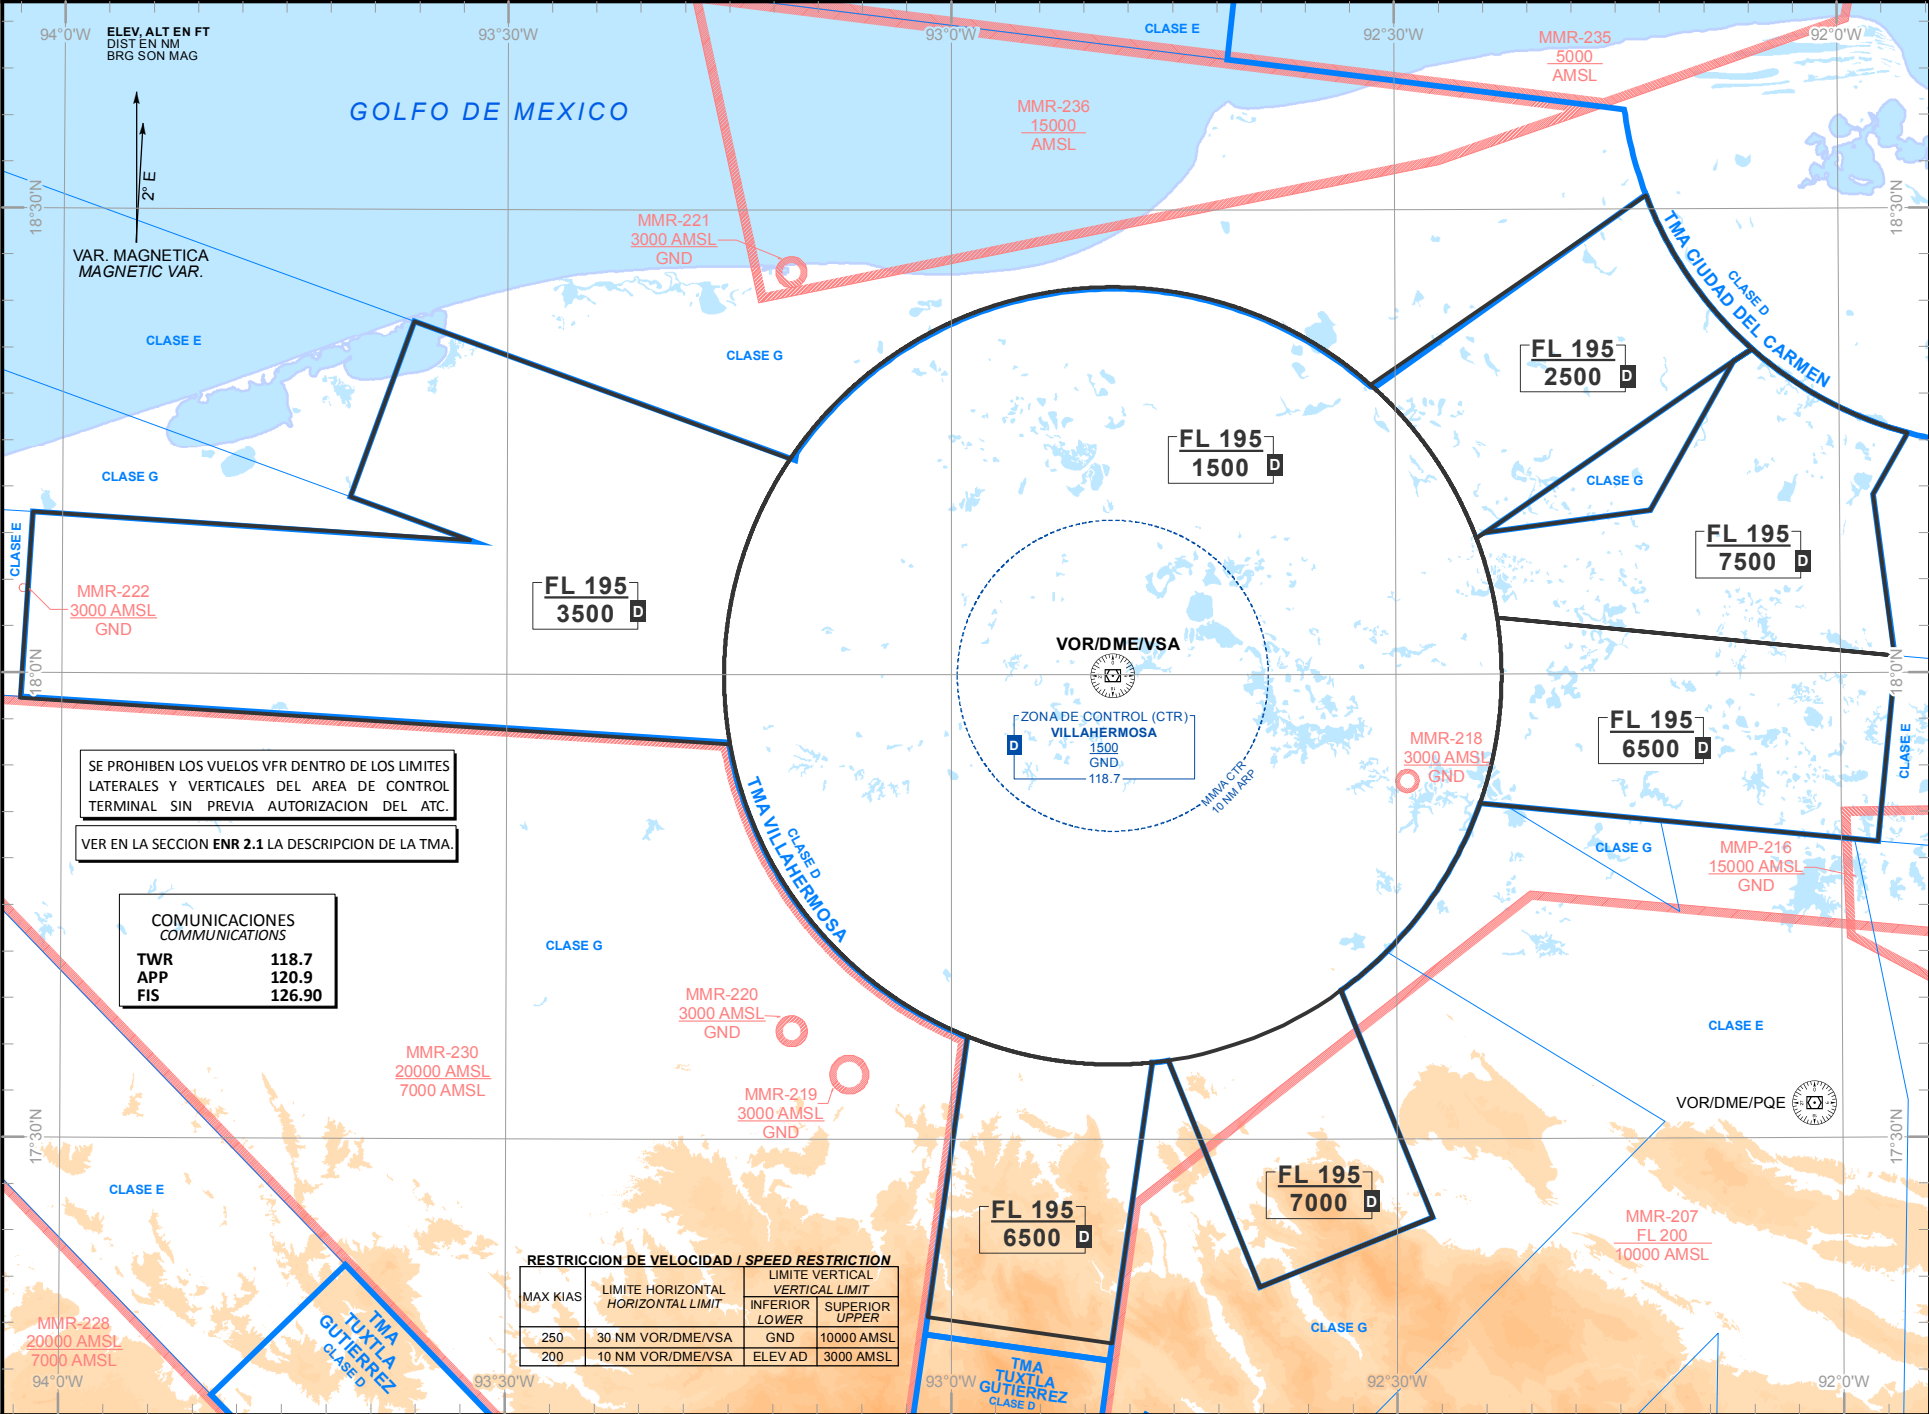 94°0'W
93°30'W
93°0'W
92°30'W
92°0'W
ELEV, ALT EN FT
DIST EN NM
BRG SON MAG
2° E
VAR. MAGNETICA
MAGNETIC VAR.
GOLFO DE MEXICO
CLASE E
MMR-235
5000
AMSL
MMR-236
15000
AMSL
18°30'N
18°30'N
MMR-221
3000 AMSL
GND
CLASE E
CLASE G
TMA CIUDAD DEL CARMEN
CLASE D
FL 195
2500 D
FL 195
1500 D
CLASE G
CLASE G
FL 195
7500 D
CLASE E
MMR-222
3000 AMSL
GND
FL 195
3500 D
VOR/DME/VSA
18°0'N
18°0'N
ZONA DE CONTROL (CTR)
VILLAHERMOSA
D
1500
GND
118.7
MMVA CTR
10 NM ARP
MMR-218
3000 AMSL
GND
FL 195
6500 D
CLASE E
SE PROHIBEN LOS VUELOS VFR DENTRO DE LOS LIMITES
LATERALES Y VERTICALES DEL AREA DE CONTROL
TERMINAL SIN PREVIA AUTORIZACION DEL ATC.
VER EN LA SECCION ENR 2.1 LA DESCRIPCION DE LA TMA.
TMA VILLAHERMOSA
CLASE D
CLASE G
MMP-216
15000 AMSL
GND
COMUNICACIONES
COMMUNICATIONS
TWR 118.7
APP 120.9
FIS 126.90
CLASE G
MMR-220
3000 AMSL
GND
CLASE E
MMR-230
20000 AMSL
7000 AMSL
MMR-219
3000 AMSL
GND
VOR/DME/PQE
17°30'N
17°30'N
CLASE E
FL 195
6500 D
FL 195
7000 D
MMR-207
FL 200
10000 AMSL
RESTRICCION DE VELOCIDAD / SPEED RESTRICTION
MAX KIAS LIMITE HORIZONTAL HORIZONTAL LIMIT LIMITE VERTICAL VERTICAL LIMIT
INFERIOR LOWER SUPERIOR UPPER
250 30 NM VOR/DME/VSA GND 10000 AMSL
200 10 NM VOR/DME/VSA ELEV AD 3000 AMSL
MMR-228
20000 AMSL
7000 AMSL
TMA
TUXTLA
GUTIERREZ
CLASE D
CLASE G
TMA
TUXTLA
GUTIERREZ
CLASE D
94°0'W
93°30'W
93°0'W
92°30'W
92°0'W